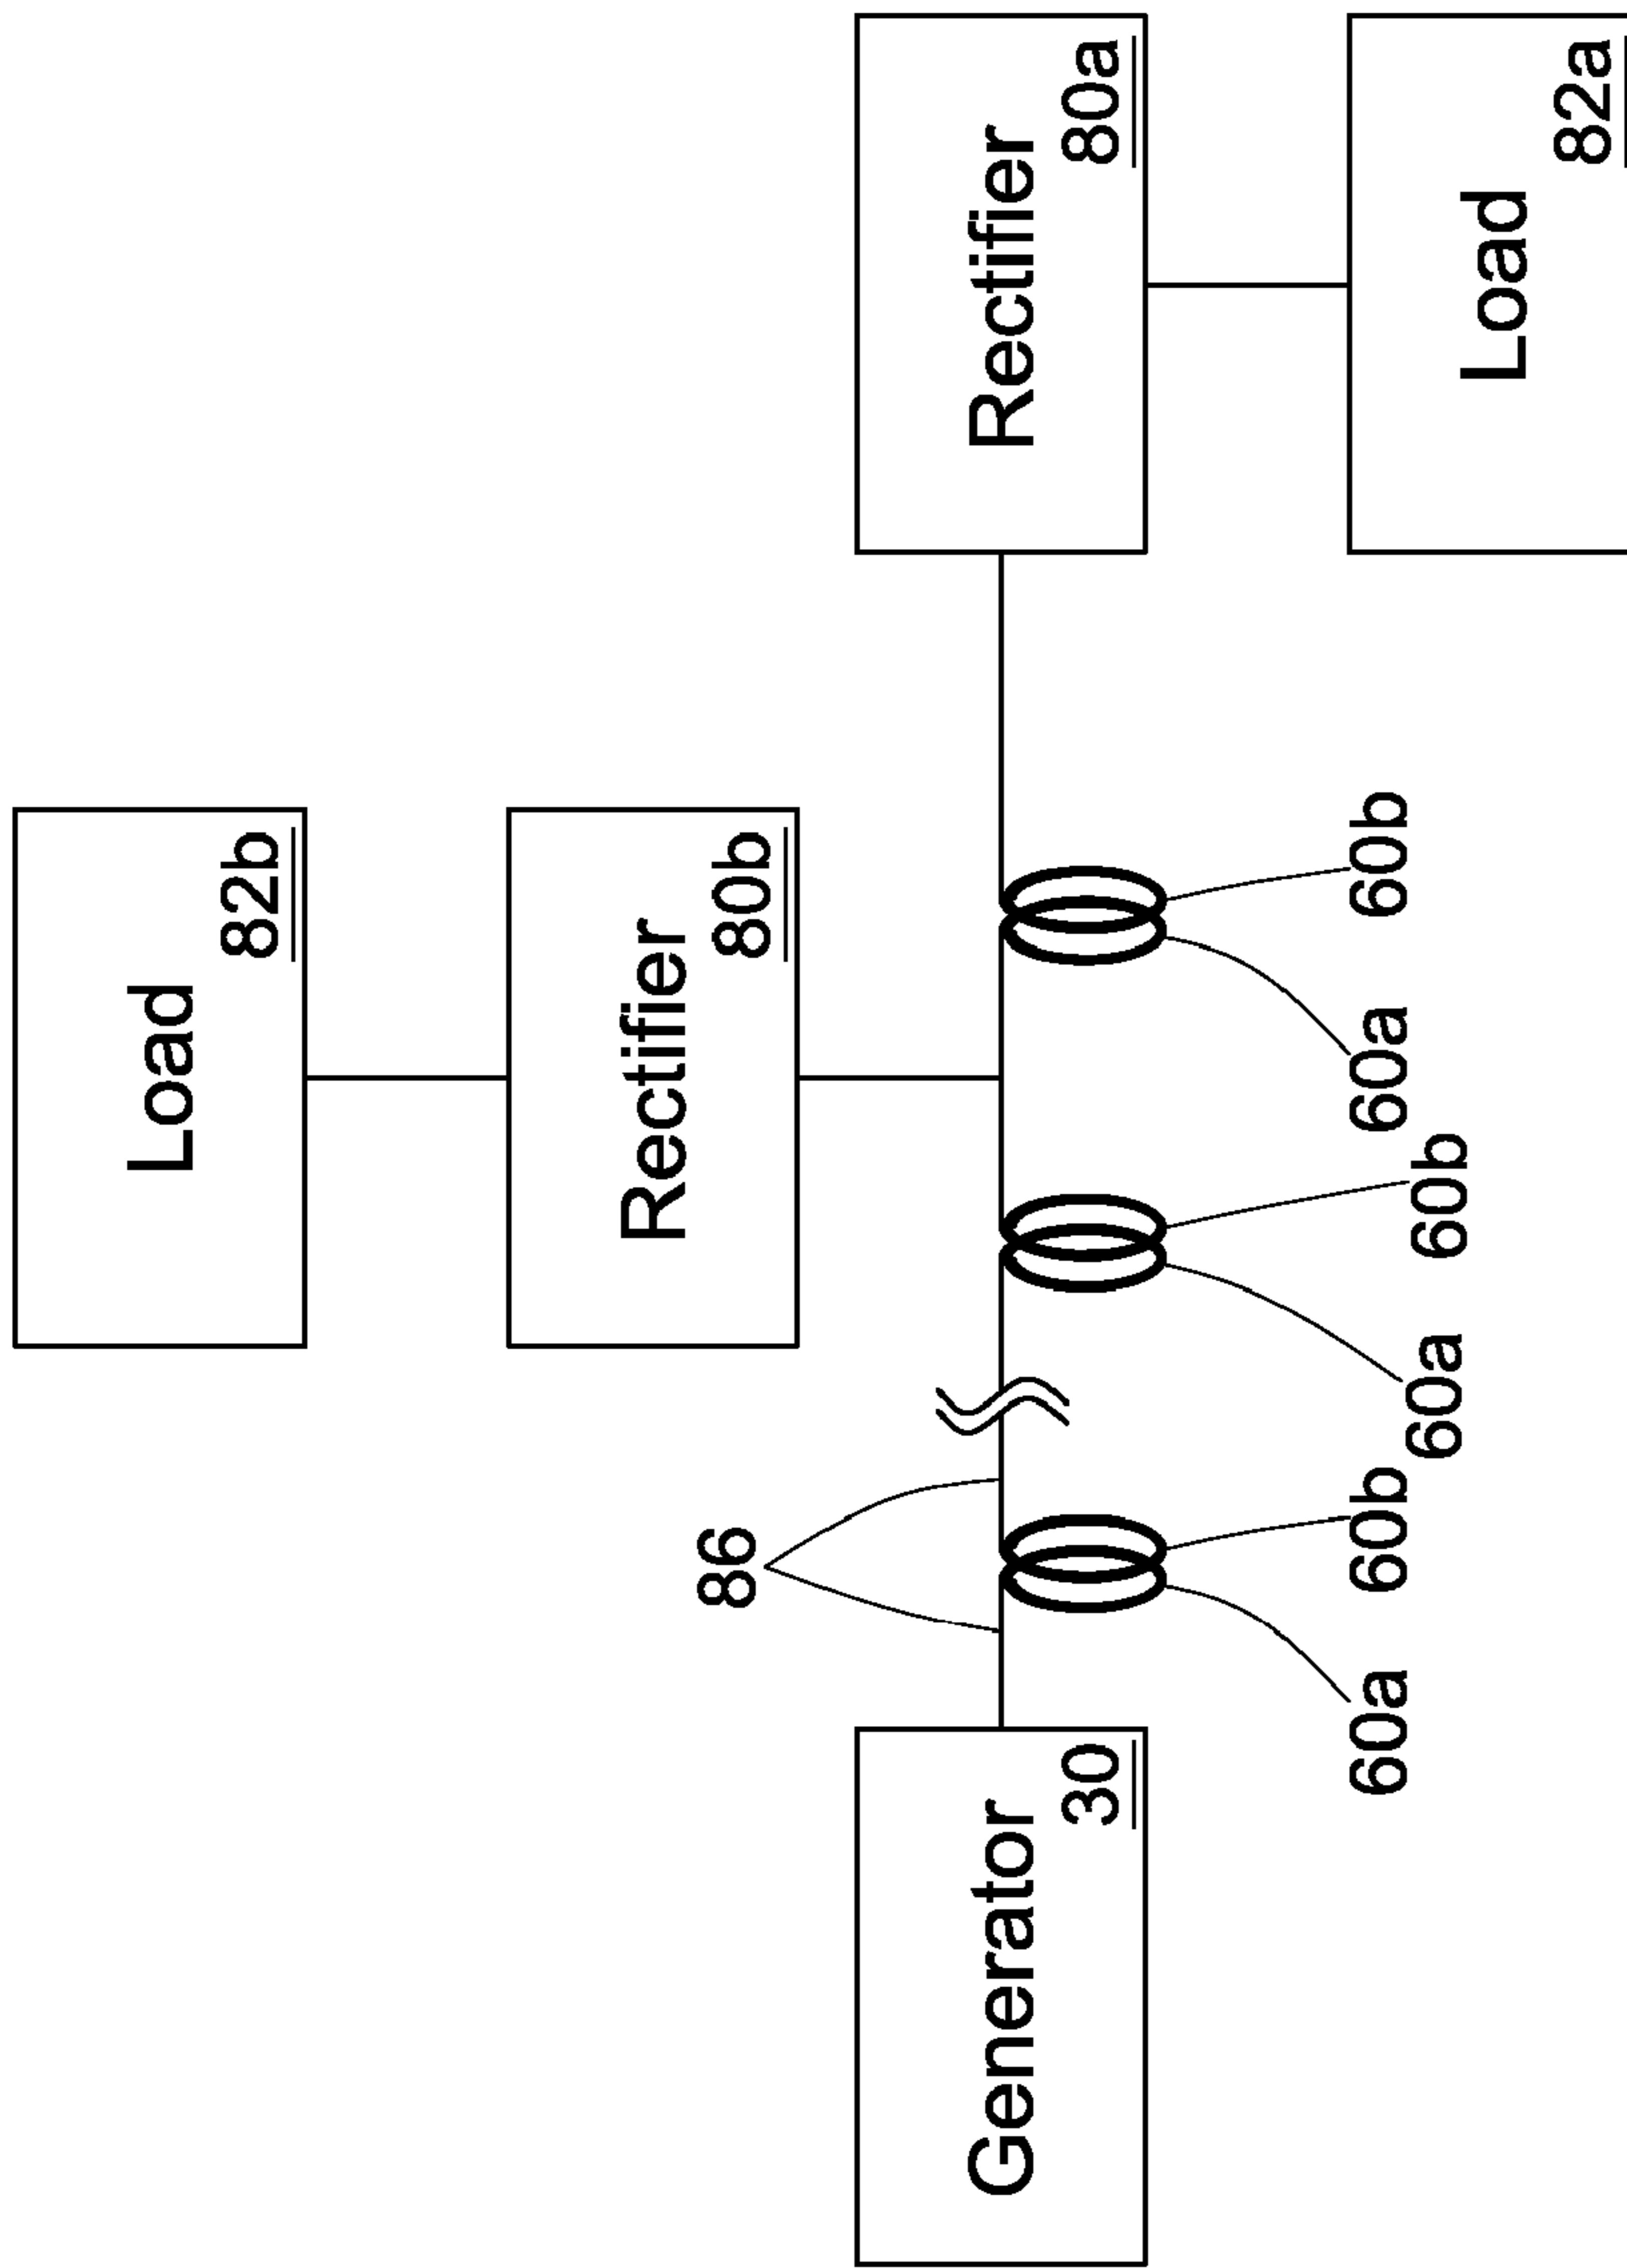 Load
82b
Rectifier
80b
86
Generator
30
Rectifier
80a
Load
82a
60a
60b
60a
60b
60a
60b